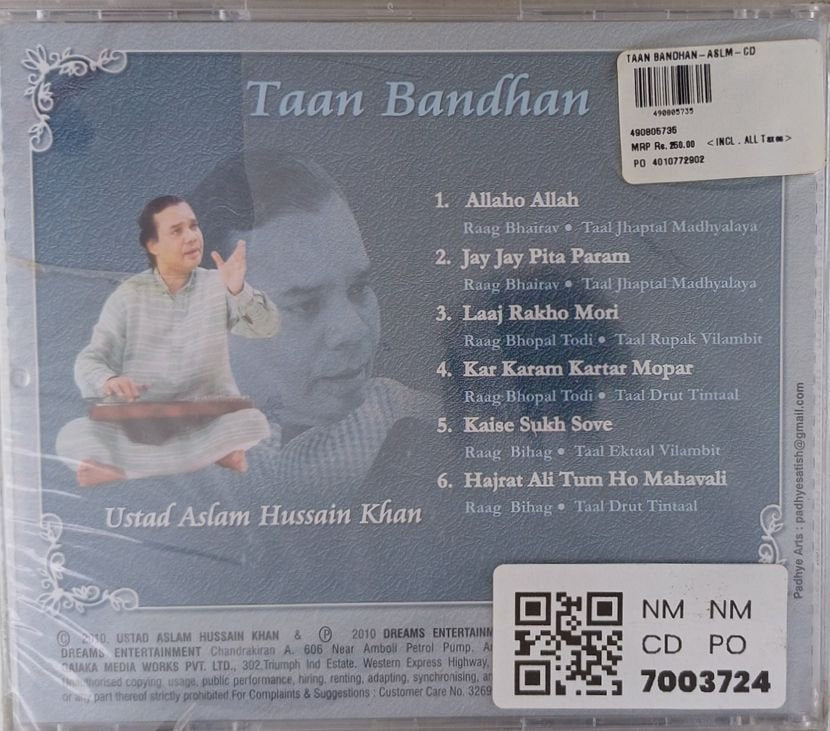 Taan Bandhan
TAAN BANDHAN-ASLM-CD
490805735
490805735
MRP Rs. 250.00 <INCL. ALL Taxes>
PO 4010772902
1. Allaho Allah
Raag Bhairav • Taal Jhaptal Madhyalaya
2. Jay Jay Pita Param
Raag Bhairav • Taal Jhaptal Madhyalaya
3. Laaj Rakho Mori
Raag Bhopal Todi • Taal Rupak Vilambit
4. Kar Karam Kartar Mopar
Raag Bhopal Todi • Taal Drut Tintaal
5. Kaise Sukh Sove
Raag Bihag • Taal Ektaal Vilambit
6. Hajrat Ali Tum Ho Mahavali
Raag Bihag • Taal Drut Tintaal
Ustad Aslam Hussain Khan
Padhye Arts : padhyesatish@gmail.com
© 2010, USTAD ASLAM HUSSAIN KHAN & ℗ 2010 DREAMS
DREAMS ENTERTAINMENT Chandrakiran A. 606 Near Amboli Petrol Pump,
MEDIA WORKS PVT. LTD., 302,Triumph Ind Estate. Western Express Highway,
Unauthorised copying, usage, public performance, hiring, renting, adapting, synchronising,
or any part thereof strictly prohibited For Complaints & Suggestions : Customer Care No. 3269
NM NM
CD PO
7003724